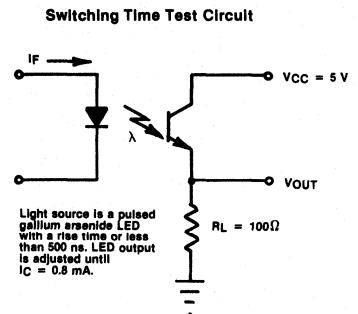 Switching Time Test Circuit
IF
VCC = 5 V
λ
VOUT
Light source is a pulsed
gallium arsenide LED
with a rise time or less
than 500 ns. LED output
is adjusted until
IC = 0.8 mA.
RL = 100Ω